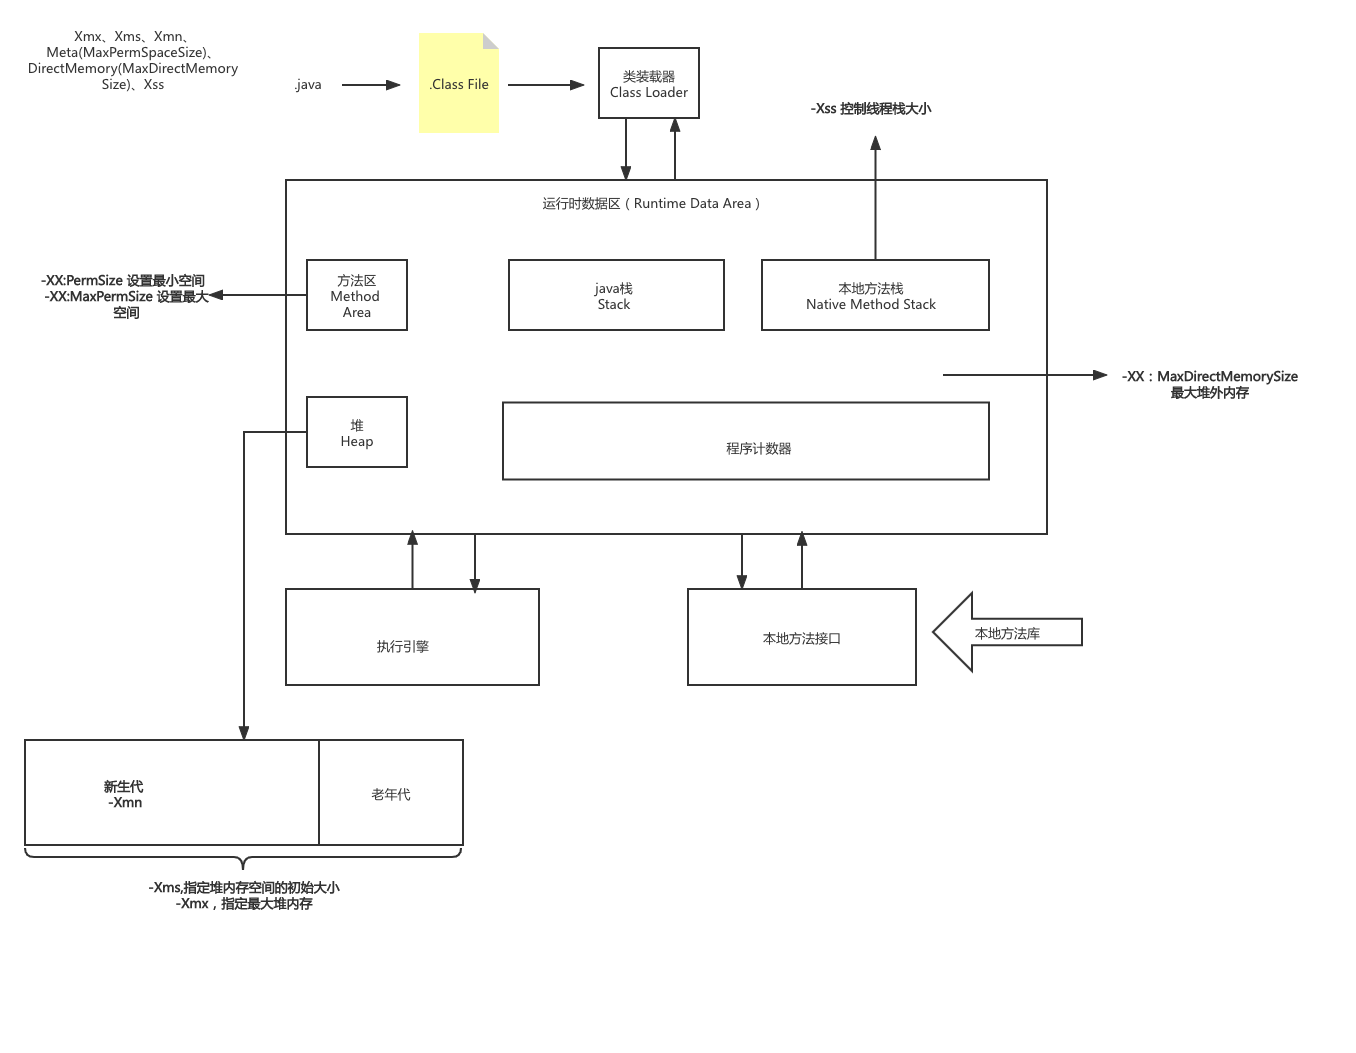 Xmx、Xms、Xmn、
Meta(MaxPermSpaceSize)、
DirectMemory(MaxDirectMemory
Size)、Xss
.java
.Class File
类装载器
Class Loader
-Xss 控制线程栈大小
运行时数据区（Runtime Data Area）
-XX:PermSize 设置最小空间
-XX:MaxPermSize 设置最大
空间
方法区
Method
Area
java栈
Stack
本地方法栈
Native Method Stack
-XX：MaxDirectMemorySize
最大堆外内存
堆
Heap
程序计数器
执行引擎
本地方法接口
本地方法库
新生代
-Xmn
老年代
-Xms,指定堆内存空间的初始大小
-Xmx，指定最大堆内存